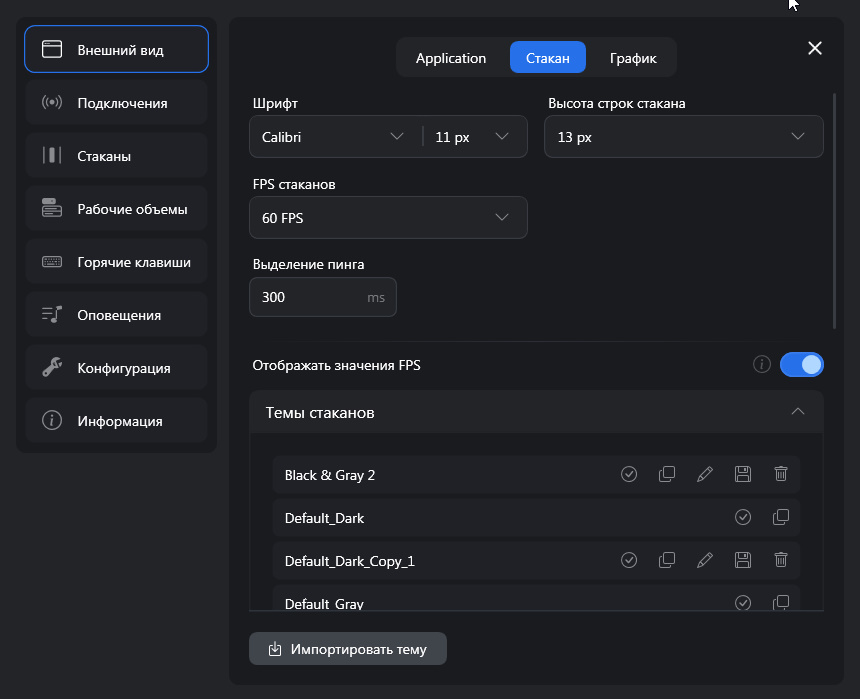 Внешний вид
Подключения
Стаканы
Рабочие объемы
Горячие клавиши
Оповещения
Конфигурация
Информация
Application Стакан График
Шрифт Высота строк стакана
Calibri 11 px 13 px
FPS стаканов
60 FPS
Выделение пинга
300 ms
Отображать значения FPS
Темы стаканов
Black & Gray 2
Default_Dark
Default_Dark_Copy_1
Default_Gray
Импортировать тему